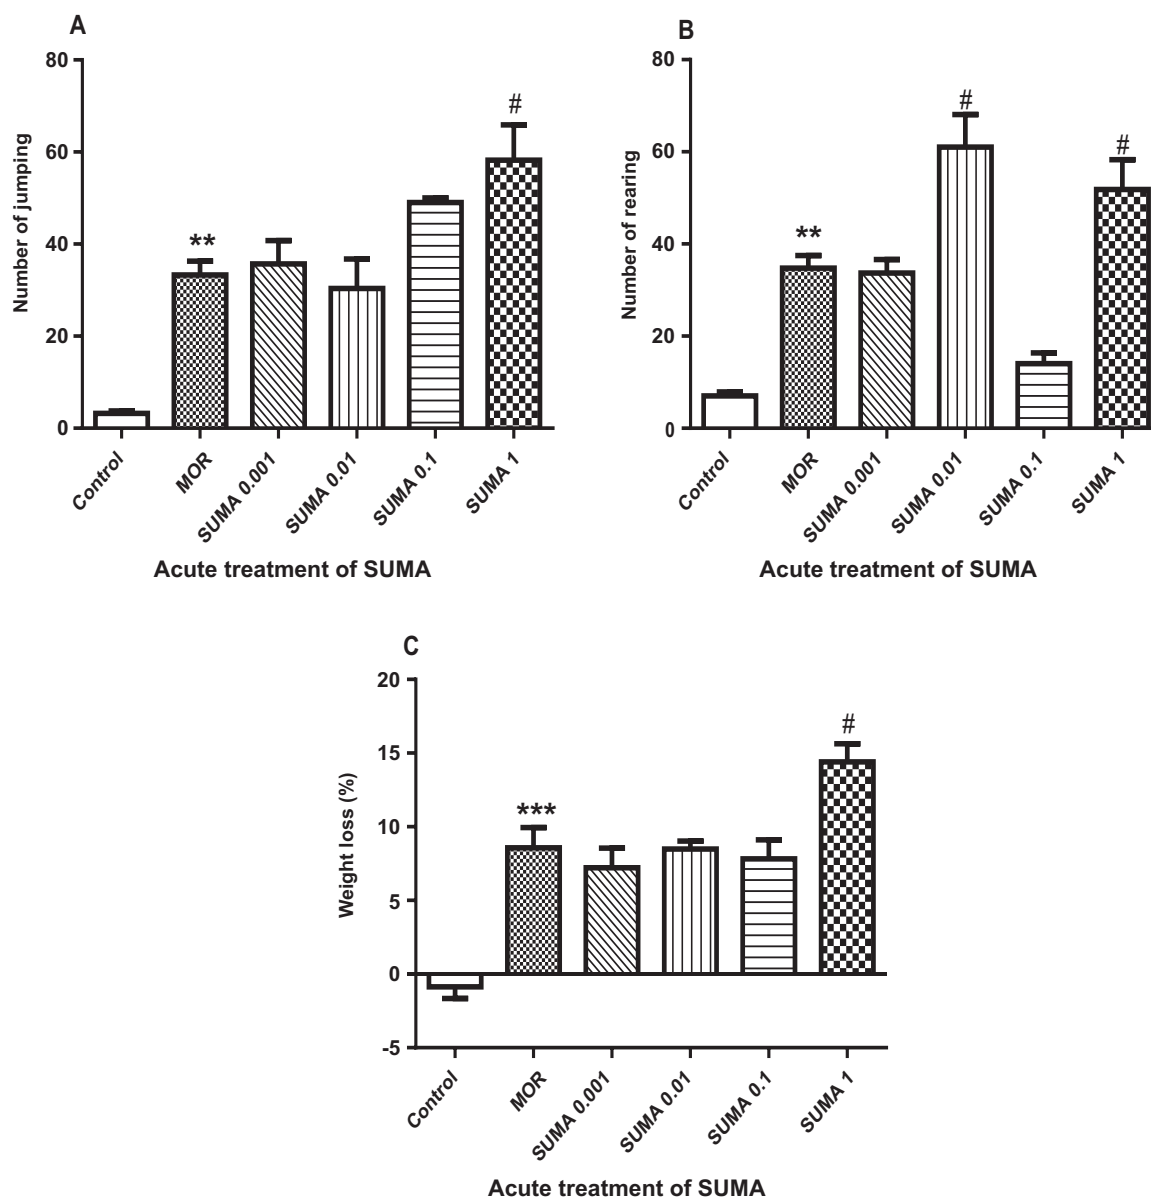 A
80
60
40
20
0
Number of jumping
**
#
Control
MOR
SUMA 0.001
SUMA 0.01
SUMA 0.1
SUMA 1
Acute treatment of SUMA
B
80
60
40
20
0
Number of rearing
**
#
#
Control
MOR
SUMA 0.001
SUMA 0.01
SUMA 0.1
SUMA 1
Acute treatment of SUMA
C
20
15
10
5
0
-5
Weight loss (%)
***
#
Control
MOR
SUMA 0.001
SUMA 0.01
SUMA 0.1
SUMA 1
Acute treatment of SUMA